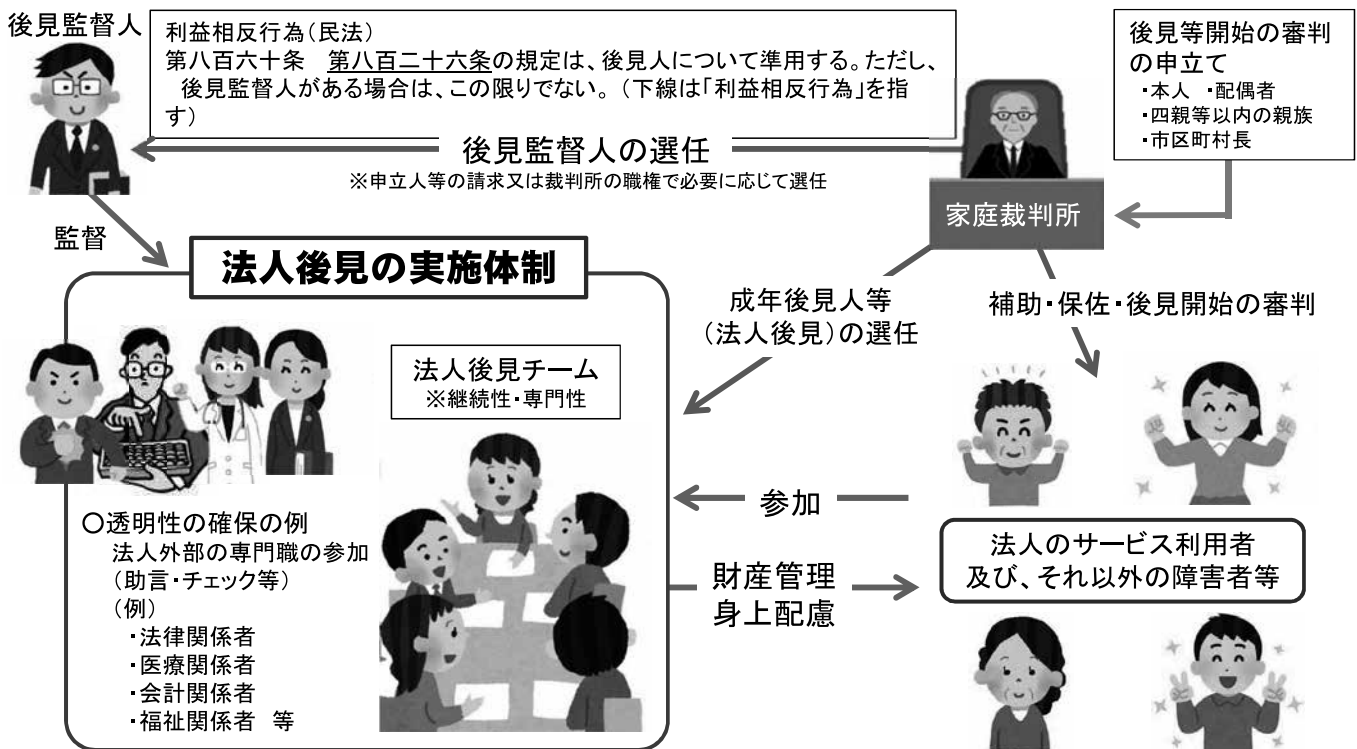 後見監督人
利益相反行為(民法)
第八百六十条　第八百二十六条の規定は、後見人について準用する。ただし、
後見監督人がある場合は、この限りでない。(下線は「利益相反行為」を指
す)
後見等開始の審判
の申立て
・本人　・配偶者
・四親等以内の親族
・市区町村長
後見監督人の選任
※申立人等の請求又は裁判所の職権で必要に応じて選任
家庭裁判所
監督
法人後見の実施体制
成年後見人等
(法人後見)の選任
補助・保佐・後見開始の審判
法人後見チーム
※継続性・専門性
参加
〇透明性の確保の例
法人外部の専門職の参加
(助言・チェック等)
(例)
・法律関係者
・医療関係者
・会計関係者
・福祉関係者　等
財産管理
身上配慮
法人のサービス利用者
及び、それ以外の障害者等